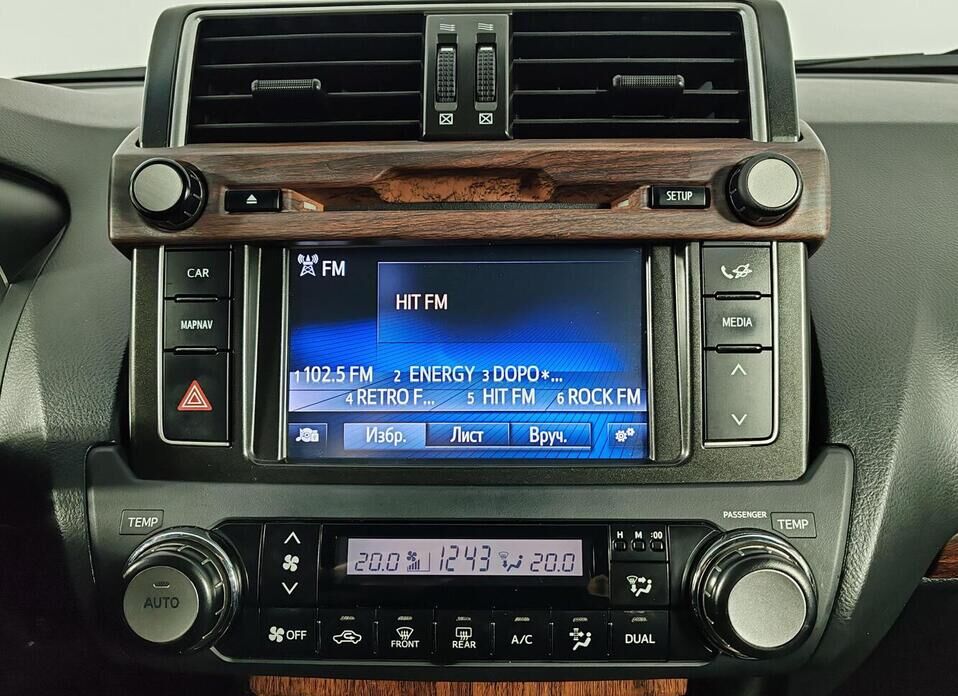 SETUP
CAR
FM
HIT FM
MAPNAV
MEDIA
1 102.5 FM 2 ENERGY 3 DOPO*...
4 RETRO F... 5 HIT FM 6 ROCK FM
Избр. Лист Вруч.
TEMP
PASSENGER TEMP
H M :00
20.0 1243 20.0
AUTO
OFF
FRONT
REAR
A/C
DUAL